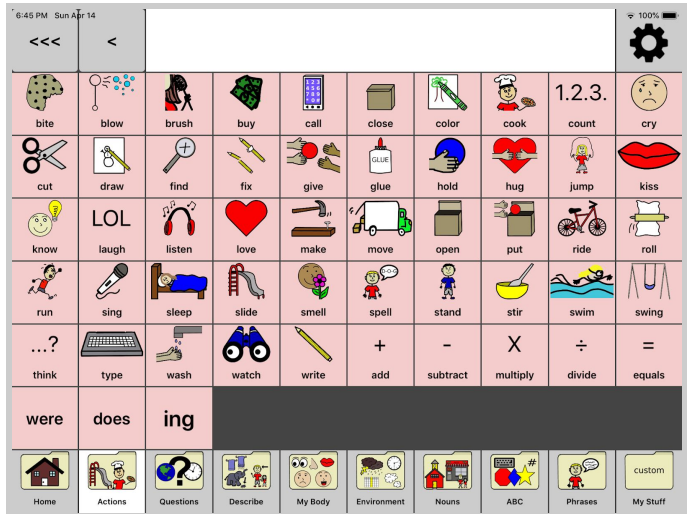 6:45 PM Sun Apr 14
100%
<<< <
bite blow brush buy call close color cook 1.2.3. count cry
cut draw find fix give GLUE glue hold hug jump kiss
know LOL laugh listen love make move open put ride roll
run sing sleep slide smell spell stand stir swim swing
...? think type wash watch write + add - subtract X multiply ÷ divide = equals
were does ing
Home Actions Questions Describe My Body Environment Nouns # ABC Phrases custom My Stuff